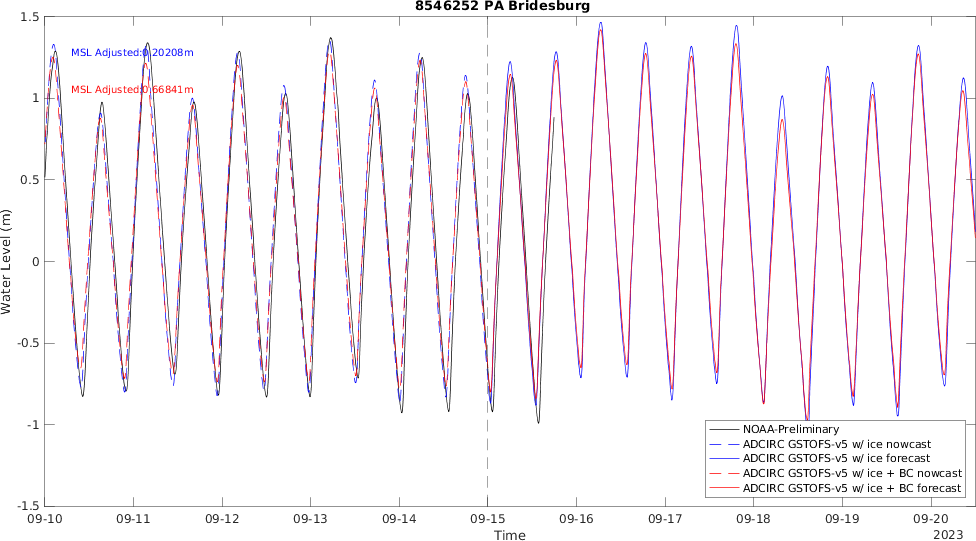 8546252 PA Bridesburg
MSL Adjusted:0.20208m
MSL Adjusted:0.66841m
1.5
1
0.5
0
-0.5
-1
-1.5
Water Level (m)
NOAA-Preliminary
ADCIRC GSTOFS-v5 w/ ice nowcast
ADCIRC GSTOFS-v5 w/ ice forecast
ADCIRC GSTOFS-v5 w/ ice + BC nowcast
ADCIRC GSTOFS-v5 w/ ice + BC forecast
09-10 09-11 09-12 09-13 09-14 09-15 09-16 09-17 09-18 09-19 09-20
Time
2023